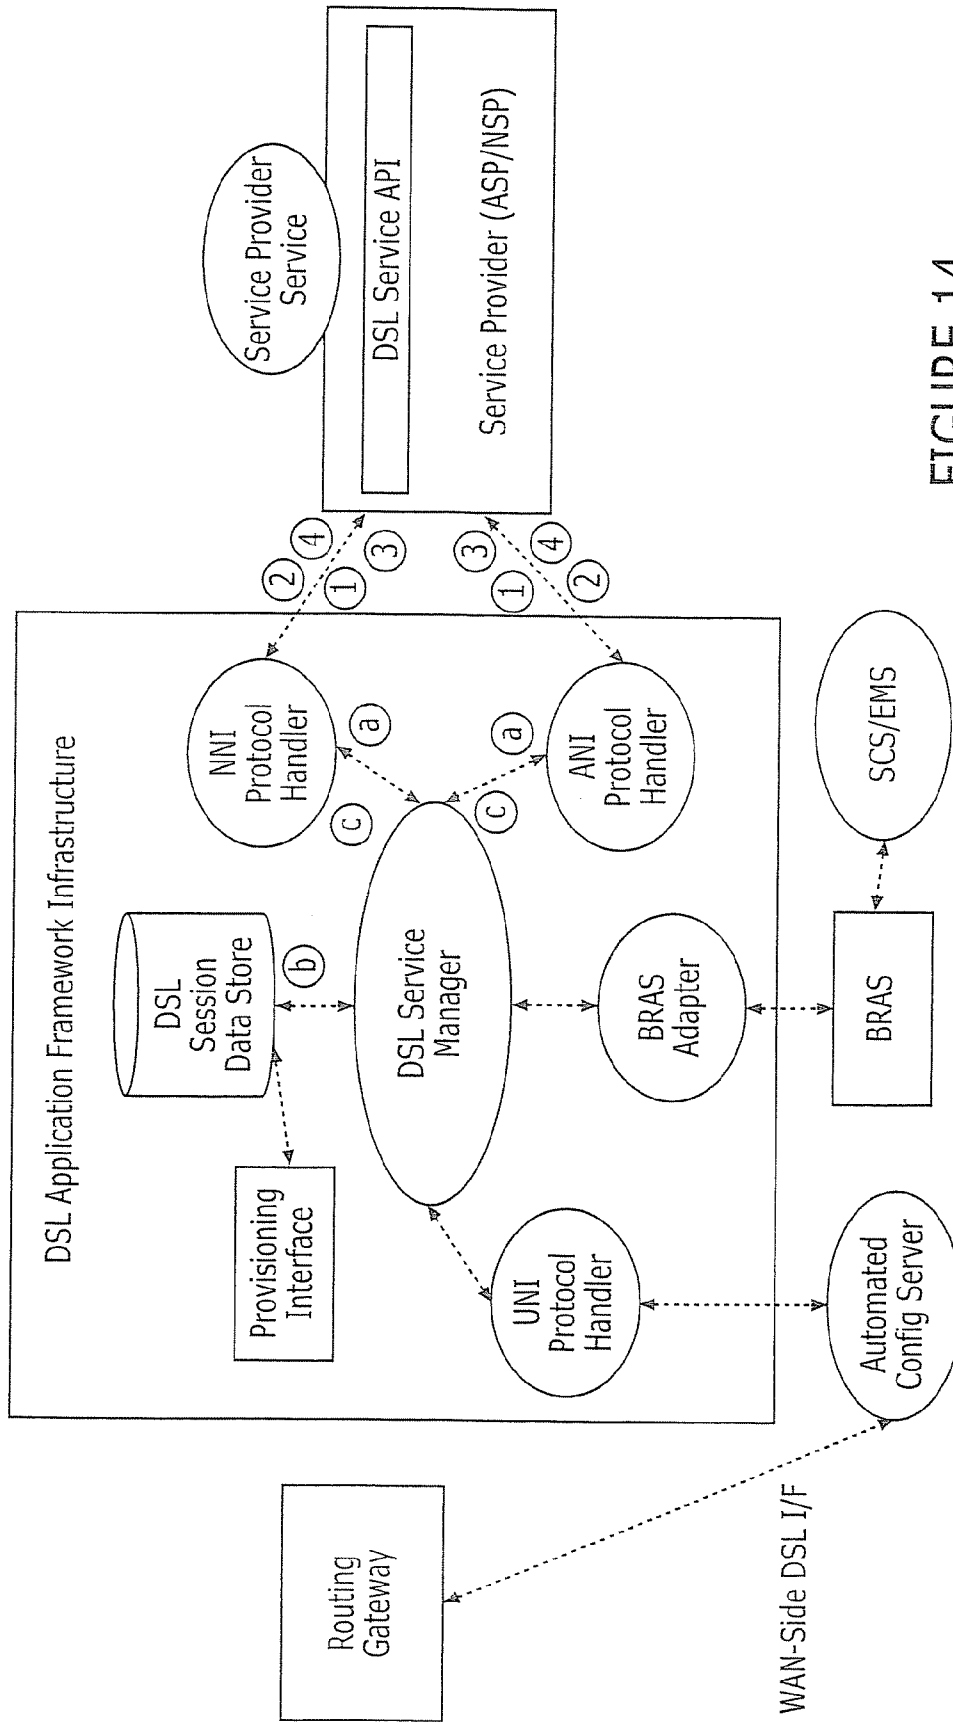 DSL Application Framework Infrastructure
Routing
Gateway
WAN-Side DSL I/F
Provisioning
Interface
DSL
Session
Data Store
b
DSL Service
Manager
UNI
Protocol
Handler
BRAS
Adapter
NNI
Protocol
Handler
c
a
c
a
ANI
Protocol
Handler
Automated
Config Server
BRAS
SCS/EMS
2
4
1
3
3
1
4
2
Service Provider
Service
DSL Service API
Service Provider (ASP/NSP)
FIGURE 14